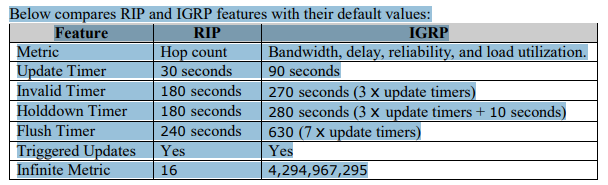 Below compares RIP and IGRP features with their default values:
Feature RIP IGRP
Metric Hop count Bandwidth, delay, reliability, and load utilization.
Update Timer 30 seconds 90 seconds
Invalid Timer 180 seconds 270 seconds (3 x update timers)
Holddown Timer 180 seconds 280 seconds (3 x update timers + 10 seconds)
Flush Timer 240 seconds 630 (7 x update timers)
Triggered Updates Yes Yes
Infinite Metric 16 4,294,967,295